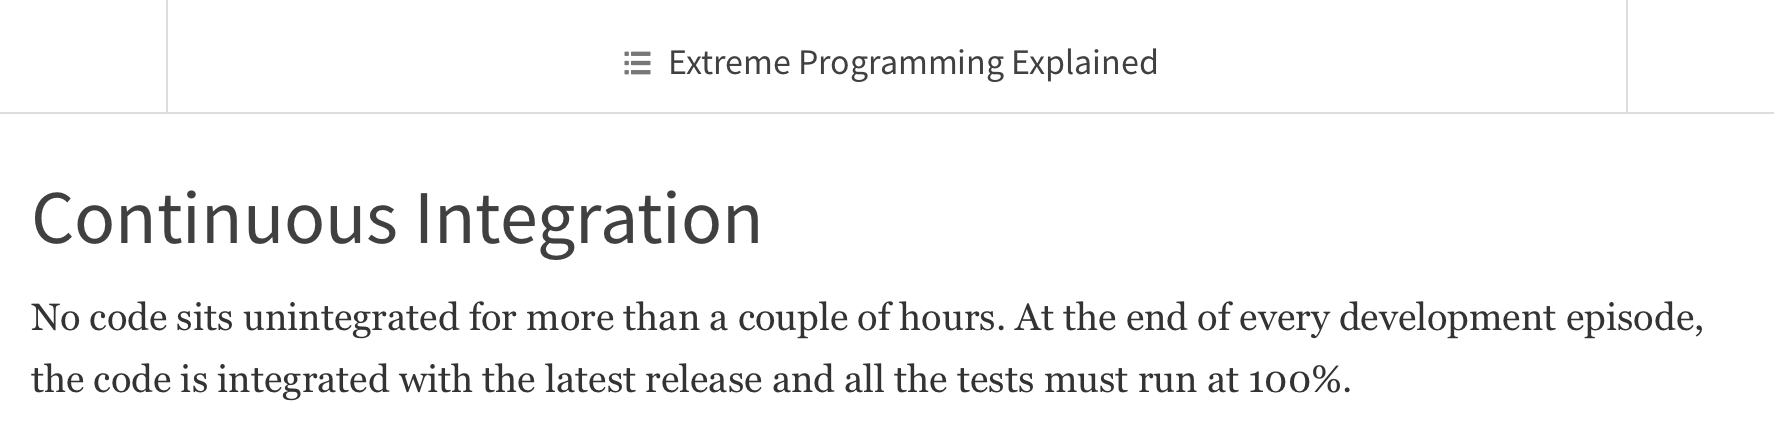 Extreme Programming Explained
Continuous Integration
No code sits unintegrated for more than a couple of hours. At the end of every development episode,
the code is integrated with the latest release and all the tests must run at 100%.